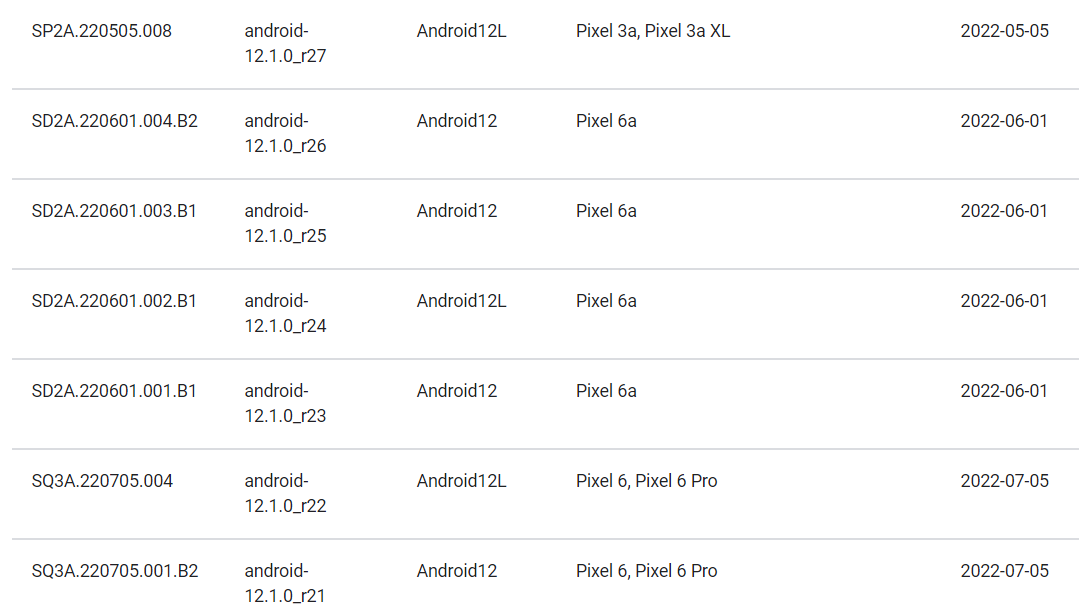 SP2A.220505.008 android- Android12L Pixel 3a, Pixel 3a XL 2022-05-05
12.1.0_r27
SD2A.220601.004.B2 android- Android12 Pixel 6a 2022-06-01
12.1.0_r26
SD2A.220601.003.B1 android- Android12 Pixel 6a 2022-06-01
12.1.0_r25
SD2A.220601.002.B1 android- Android12L Pixel 6a 2022-06-01
12.1.0_r24
SD2A.220601.001.B1 android- Android12 Pixel 6a 2022-06-01
12.1.0_r23
SQ3A.220705.004 android- Android12L Pixel 6, Pixel 6 Pro 2022-07-05
12.1.0_r22
SQ3A.220705.001.B2 android- Android12 Pixel 6, Pixel 6 Pro 2022-07-05
12.1.0_r21